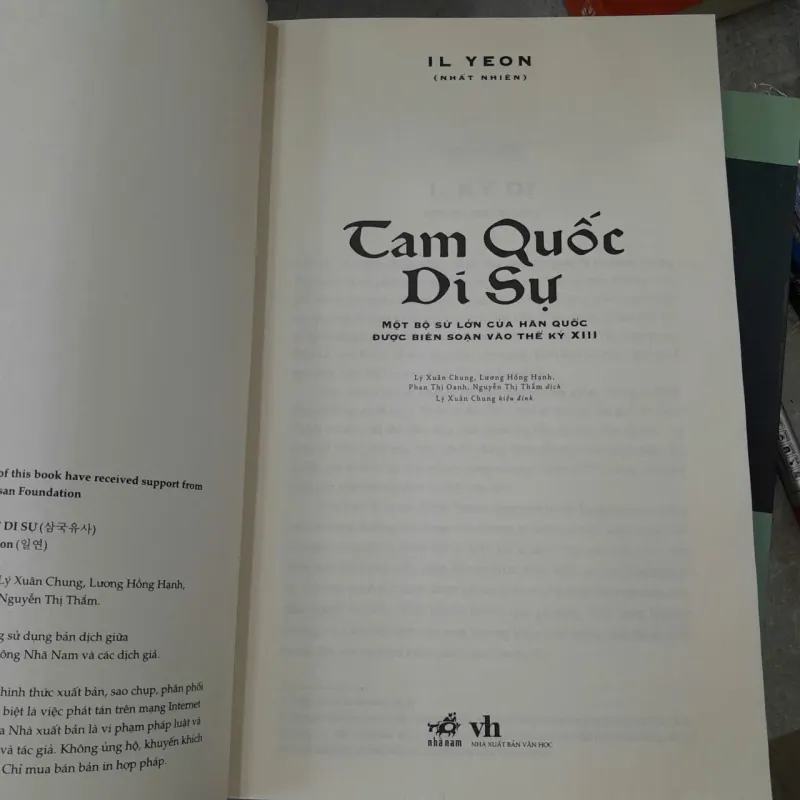 of this book have received support from
san Foundation
DI SỰ (삼국유사)
on (일연)
Lý Xuân Chung, Lương Hồng Hạnh,
Nguyễn Thị Thắm.
sử dụng bản dịch giữa
ông Nhã Nam và các dịch giả.
hình thức xuất bản, sao chụp, phân phối
biệt là việc phát tán trên mạng Internet
a Nhà xuất bản là vi phạm pháp luật và
và tác giả. Không ủng hộ, khuyến khích
Chỉ mua bán bản in hợp pháp.
IL YEON
(NHẤT NHIÊN)
Tam Quốc
Di Sự
MỘT BỘ SỬ LỚN CỦA HÀN QUỐC
ĐƯỢC BIÊN SOẠN VÀO THẾ KỶ XIII
Lý Xuân Chung, Lương Hồng Hạnh,
Phan Thị Oanh, Nguyễn Thị Thắm dịch
Lý Xuân Chung hiệu đính
nhã nam
vh
NHÀ XUẤT BẢN VĂN HỌC